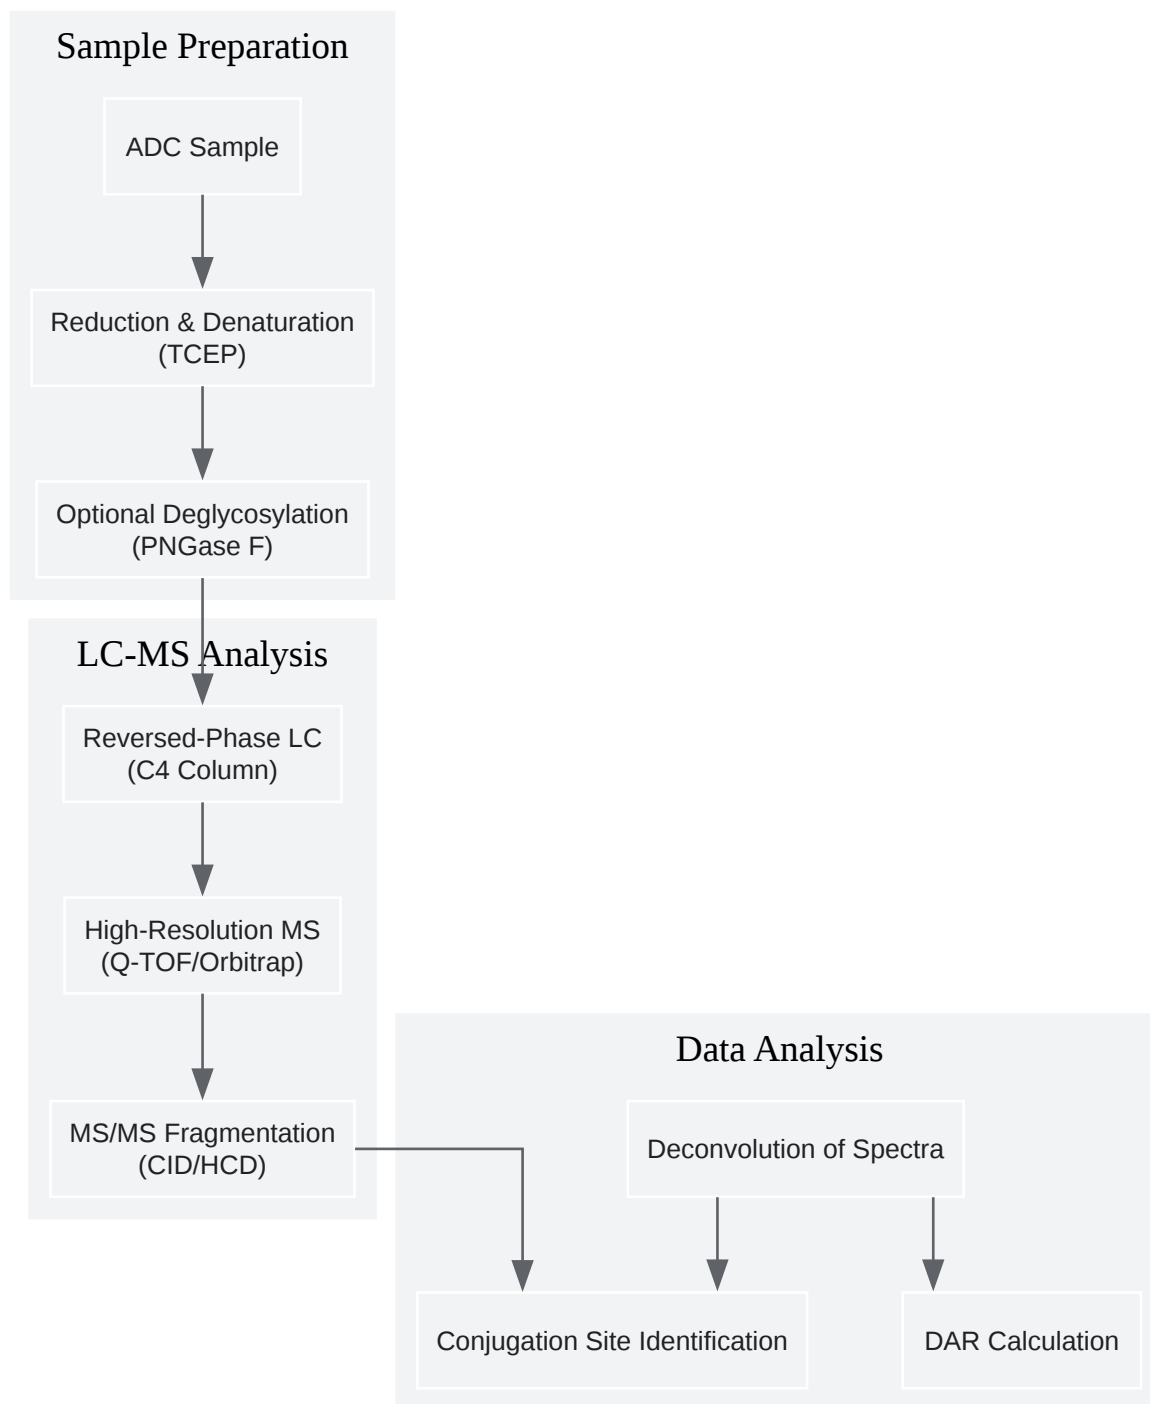 Sample Preparation
ADC Sample
Reduction & Denaturation
(TCEP)
Optional Deglycosylation
(PNGase F)
LC-MS Analysis
Reversed-Phase LC
(C4 Column)
High-Resolution MS
(Q-TOF/Orbitrap)
MS/MS Fragmentation
(CID/HCD)
Data Analysis
Deconvolution of Spectra
Conjugation Site Identification
DAR Calculation